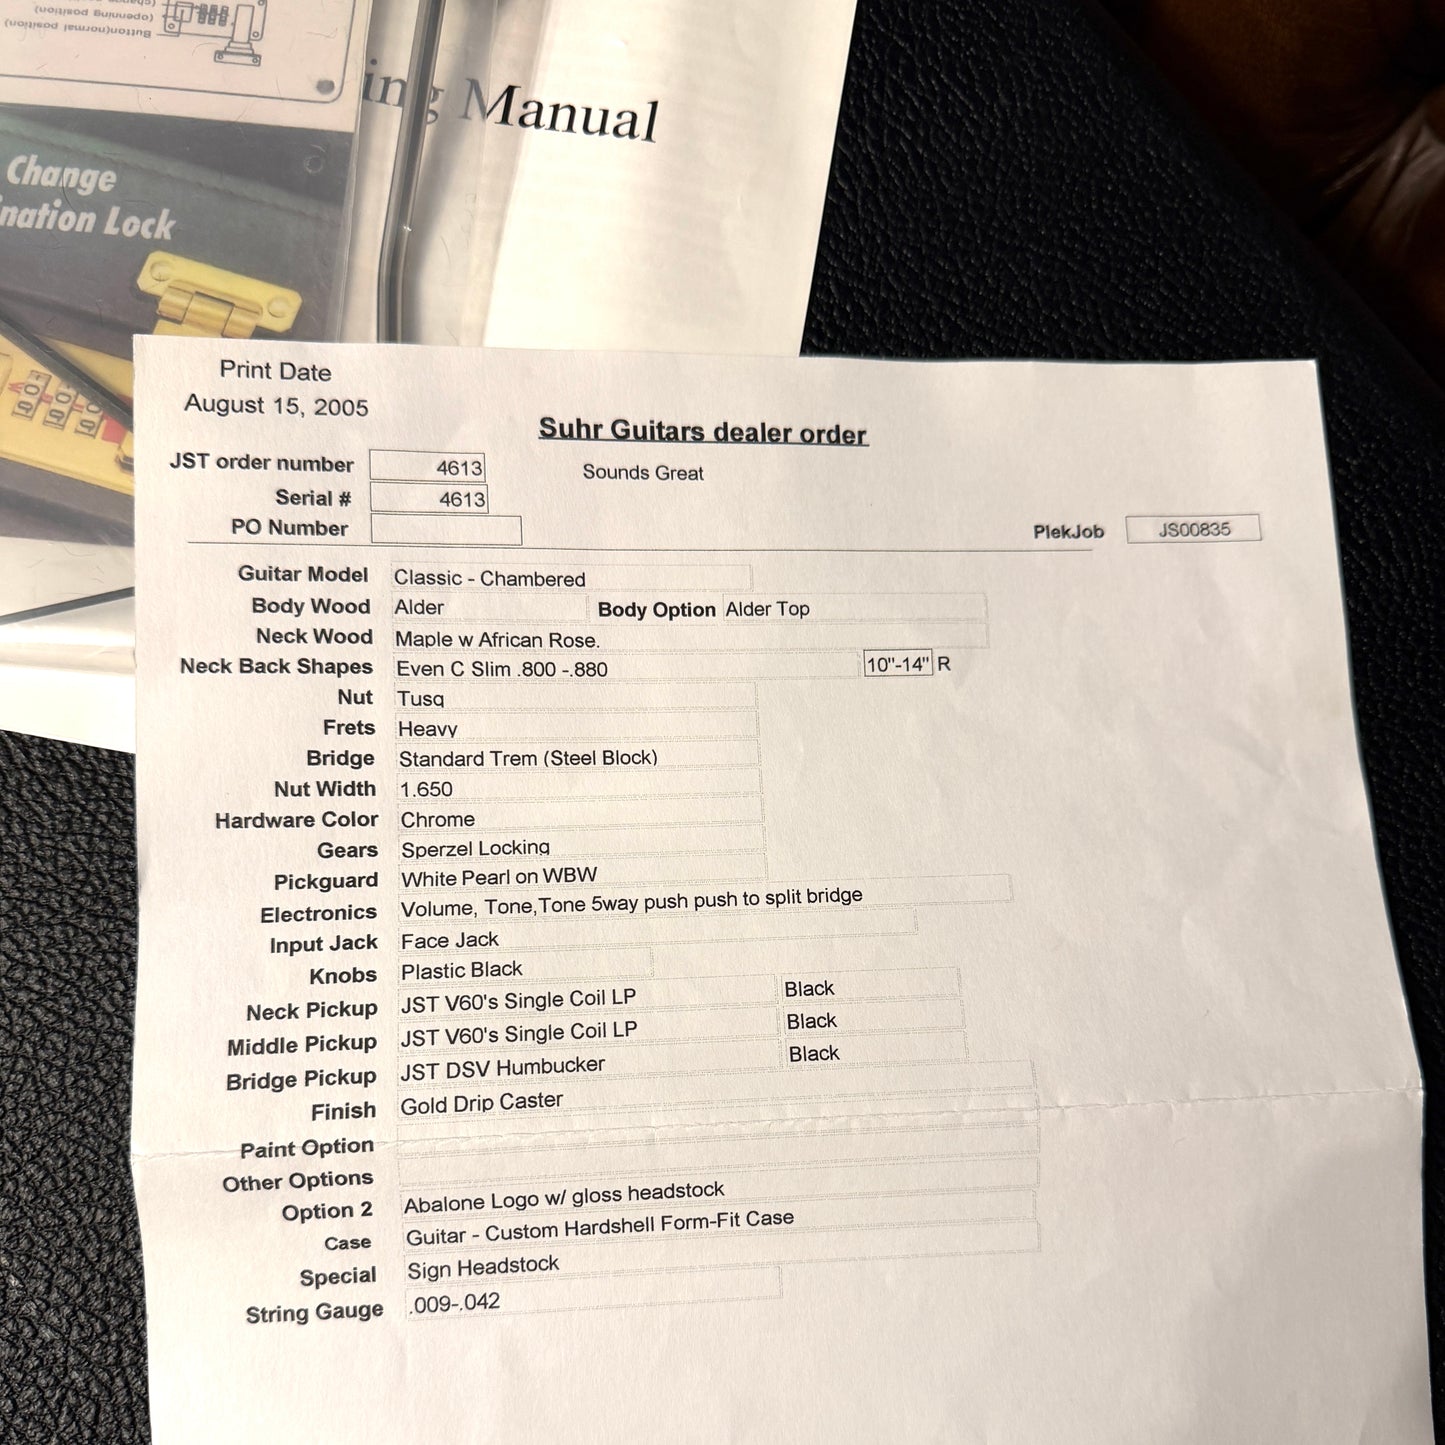 Button(normal position)
(openning position)
ing Manual
Change
ination Lock
Print Date
August 15, 2005
Suhr Guitars dealer order
JST order number 4613 Sounds Great
Serial # 4613
PO Number
PlekJob JS00835
Guitar Model Classic - Chambered
Body Wood Alder Body Option Alder Top
Neck Wood Maple w African Rose.
Neck Back Shapes Even C Slim .800 -.880 10"-14" R
Nut Tusq
Frets Heavy
Bridge Standard Trem (Steel Block)
Nut Width 1.650
Hardware Color Chrome
Gears Sperzel Locking
Pickguard White Pearl on WBW
Electronics Volume, Tone,Tone 5way push push to split bridge
Input Jack Face Jack
Knobs Plastic Black
Neck Pickup JST V60's Single Coil LP Black
Middle Pickup JST V60's Single Coil LP Black
Bridge Pickup JST DSV Humbucker Black
Finish Gold Drip Caster
Paint Option
Other Options
Option 2 Abalone Logo w/ gloss headstock
Case Guitar - Custom Hardshell Form-Fit Case
Special Sign Headstock
String Gauge .009-.042